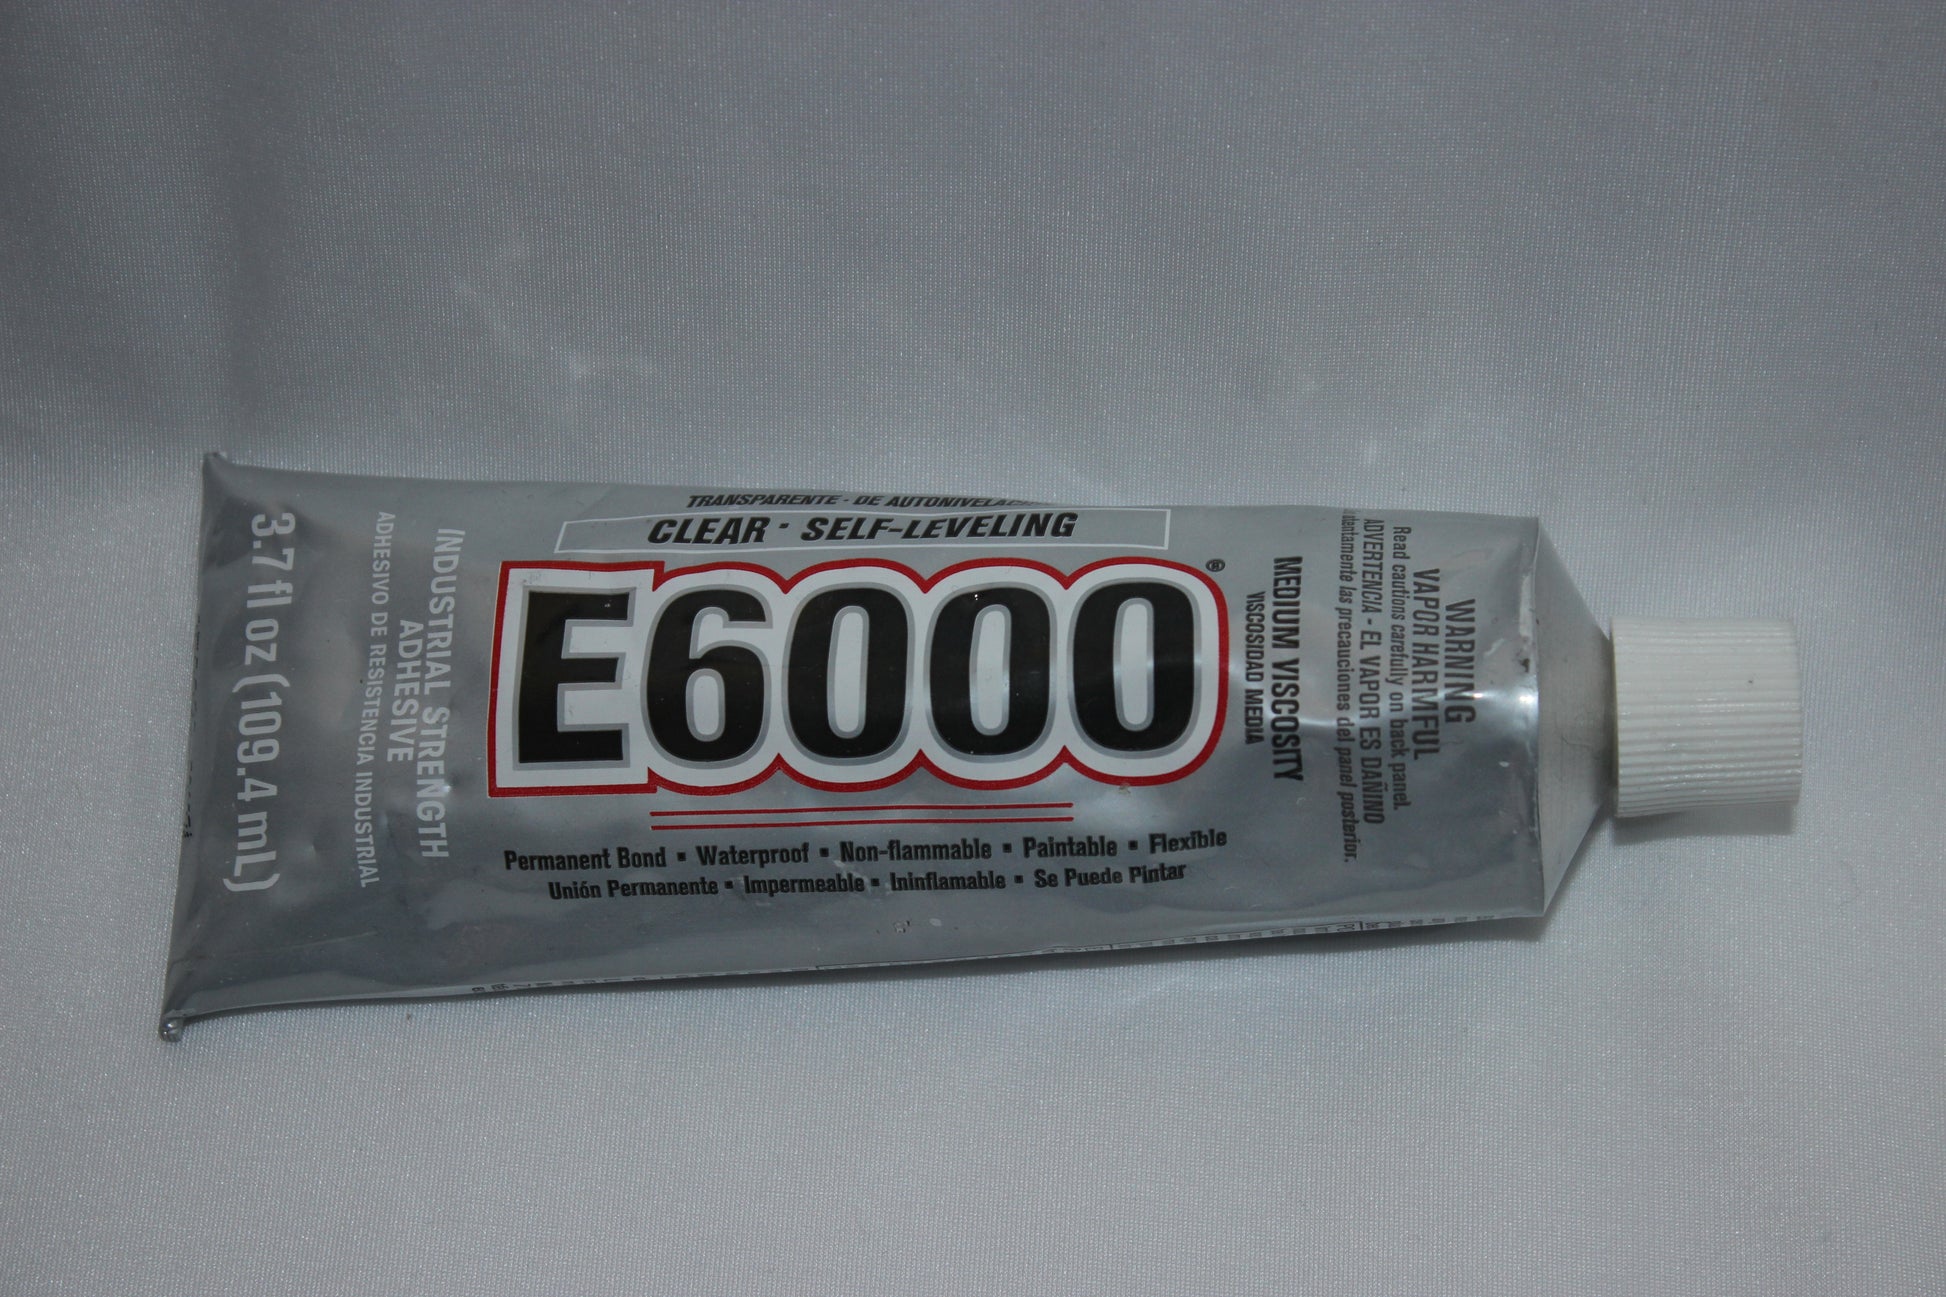 TRANSPARENTE · DE
CLEAR · SELF-LEVELING
E6000®
Permanent Bond ▪ Waterproof ▪ Non-flammable ▪ Paintable ▪ Flexible
Unión Permanente ▪ Impermeable ▪ Ininflamable ▪ Se Puede Pintar
WARNING
VAPOR HARMFUL
Read cautions carefully on back panel.
ADVERTENCIA - EL VAPOR ES DAÑINO
las precauciones del panel posterior.
MEDIUM VISCOSITY
VISCOSIDAD MEDIA
INDUSTRIAL STRENGTH
ADHESIVE
ADHESIVO DE RESISTENCIA INDUSTRIAL
3.7 fl oz (109.4 mL)